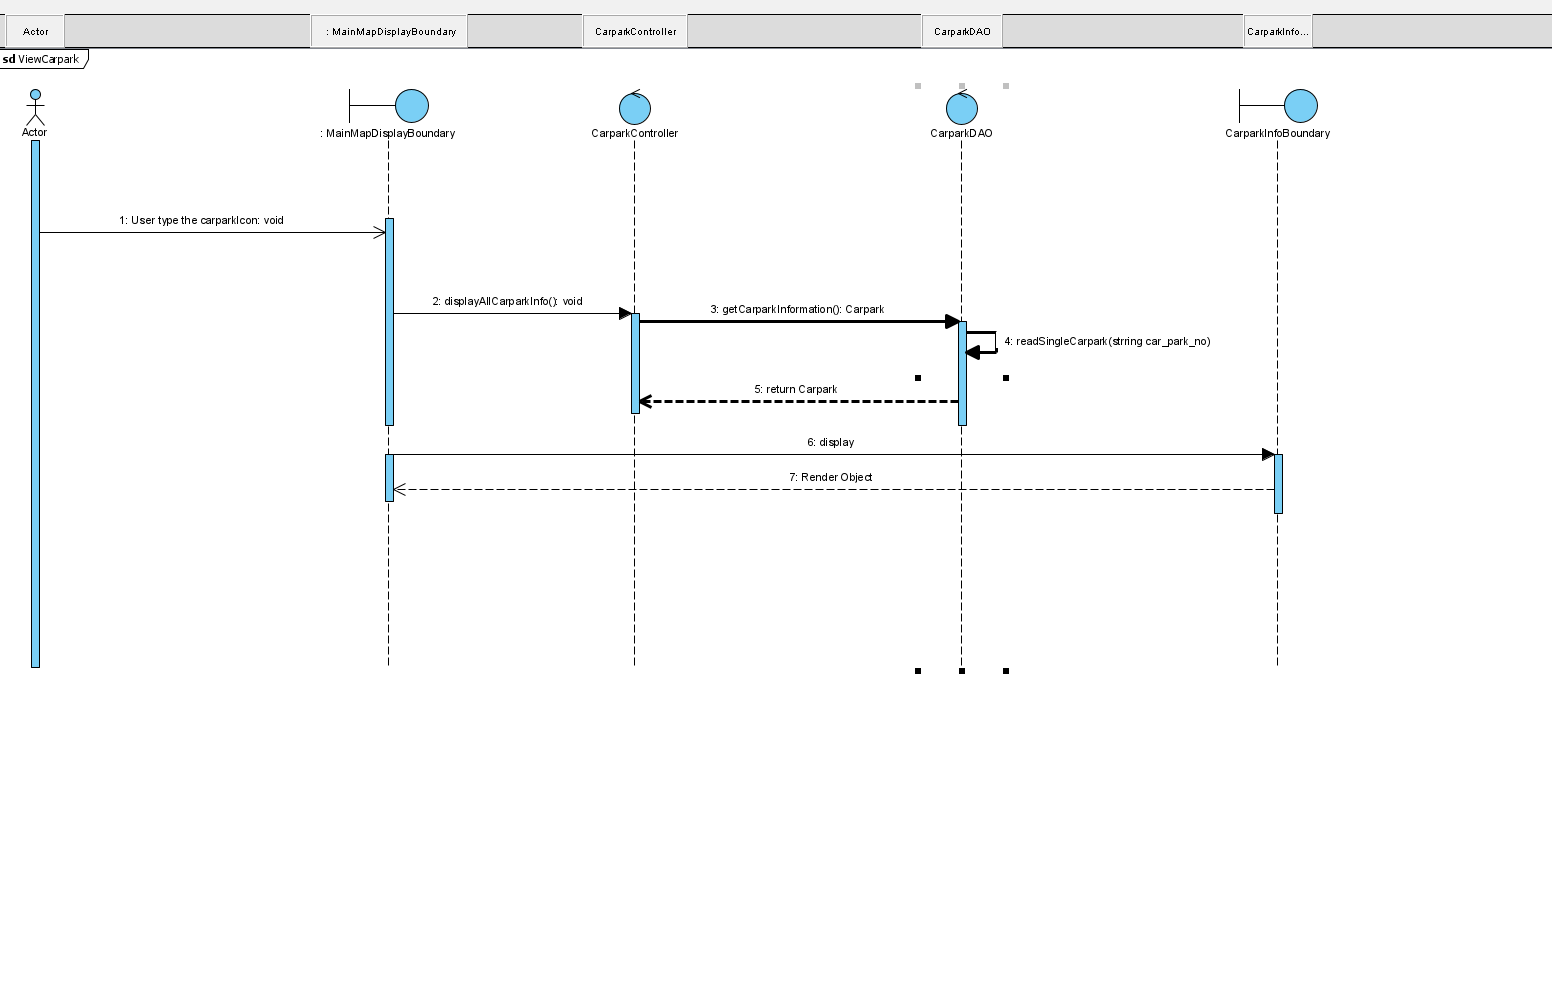 Actor
: MainMapDisplayBoundary
CarparkController
CarparkDAO
CarparkInfo...
sd ViewCarpark
Actor
: MainMapDisplayBoundary
CarparkController
CarparkDAO
CarparkInfoBoundary
1: User type the carparkIcon: void
2: displayAllCarparkInfo(): void
3: getCarparkInformation(): Carpark
4: readSingleCarpark(strring car_park_no)
5: return Carpark
6: display
7: Render Object